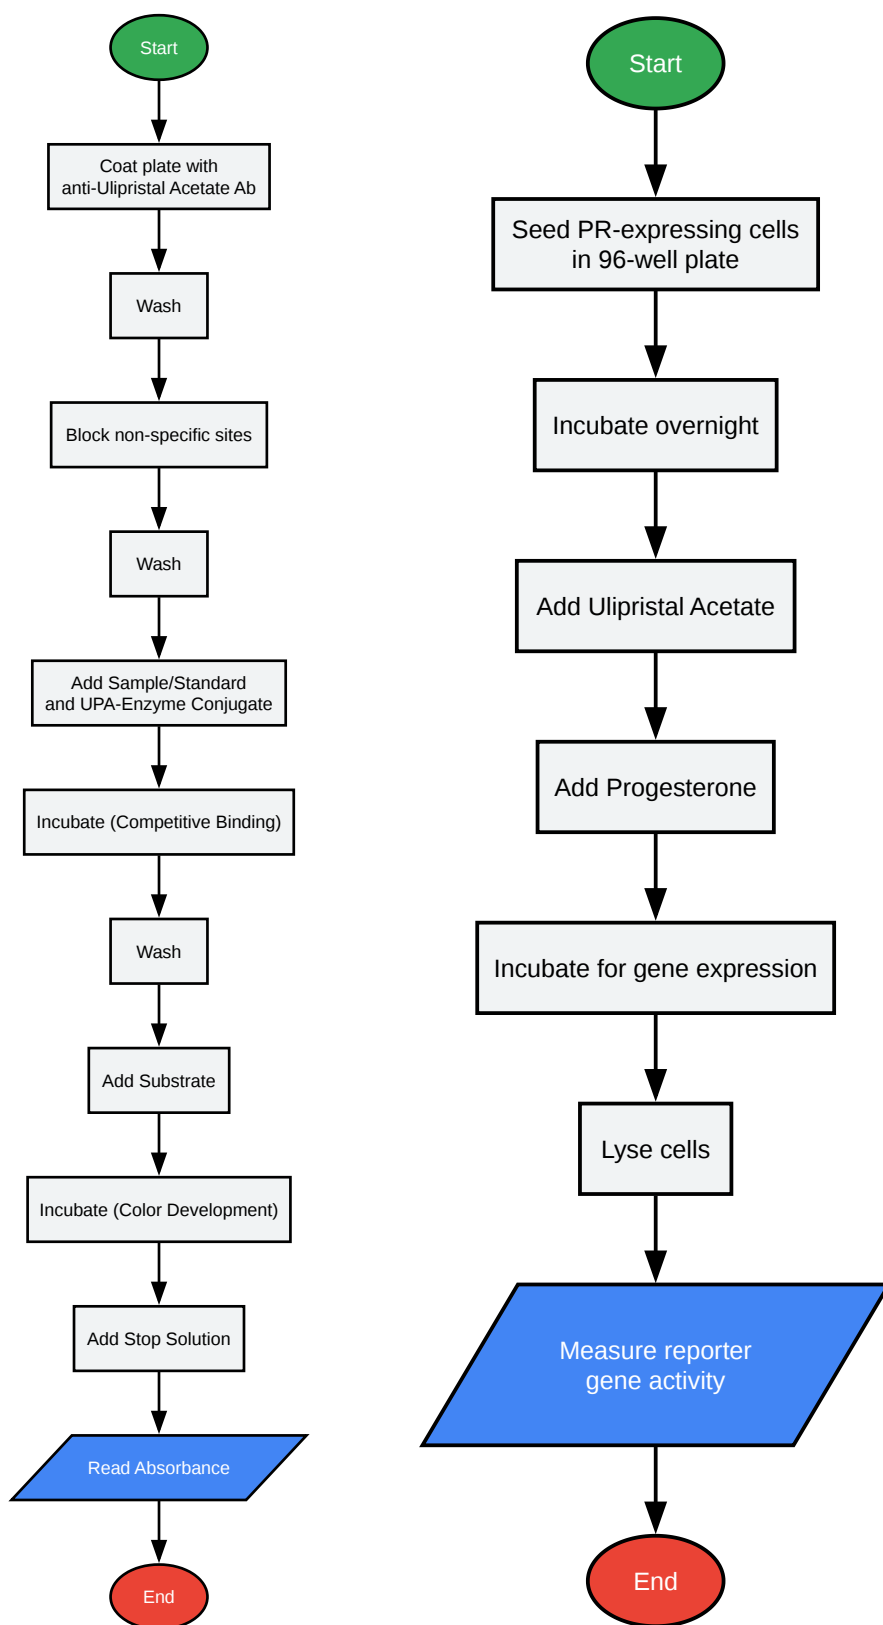 Start
Coat plate with
anti-Ulipristal Acetate Ab
Wash
Block non-specific sites
Wash
Add Sample/Standard
and UPA-Enzyme Conjugate
Incubate (Competitive Binding)
Wash
Add Substrate
Incubate (Color Development)
Add Stop Solution
Read Absorbance
End
Start
Seed PR-expressing cells
in 96-well plate
Incubate overnight
Add Ulipristal Acetate
Add Progesterone
Incubate for gene expression
Lyse cells
Measure reporter
gene activity
End